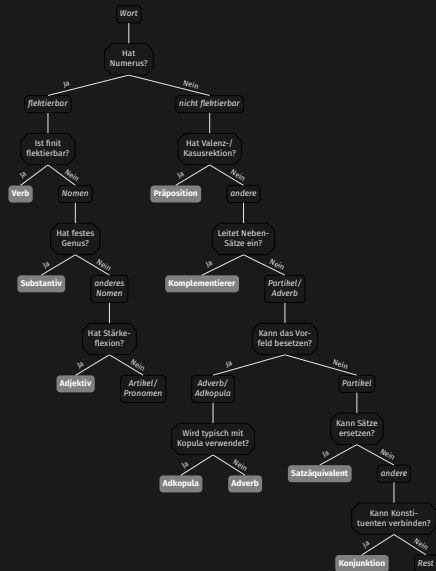 Wort
Hat
Numerus?
Ja
Nein
flektierbar
nicht flektierbar
Ist finit
flektierbar?
Hat Valenz-/
Kasusrektion?
Ja
Nein
Ja
Nein
Verb
Nomen
Präposition
andere
Hat festes
Genus?
Leitet Neben-
Sätze ein?
Ja
Nein
Ja
Nein
Substantiv
anderes
Nomen
Komplementierer
Partikel/
Adverb
Hat Stärke-
flexion?
Kann das Vor-
feld besetzen?
Ja
Nein
Ja
Nein
Adjektiv
Artikel/
Pronomen
Adverb/
Adkopula
Partikel
Wird typisch mit
Kopula verwendet?
Kann Sätze
ersetzen?
Ja
Nein
Ja
Nein
Adkopula
Adverb
Satzäquivalent
andere
Kann Konsti-
tuenten verbinden?
Ja
Nein
Konjunktion
Rest